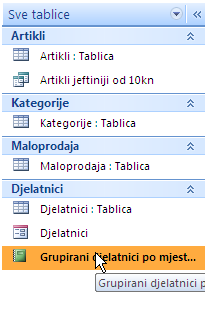 Sve tablice
Artikli
Artikli : Tablica
Artikli jeftiniji od 10kn
Kategorije
Kategorije : Tablica
Maloprodaja
Maloprodaja : Tablica
Djelatnici
Djelatnici : Tablica
Djelatnici
Grupirani djelatnici po mjest...
Grupirani djelatnici p